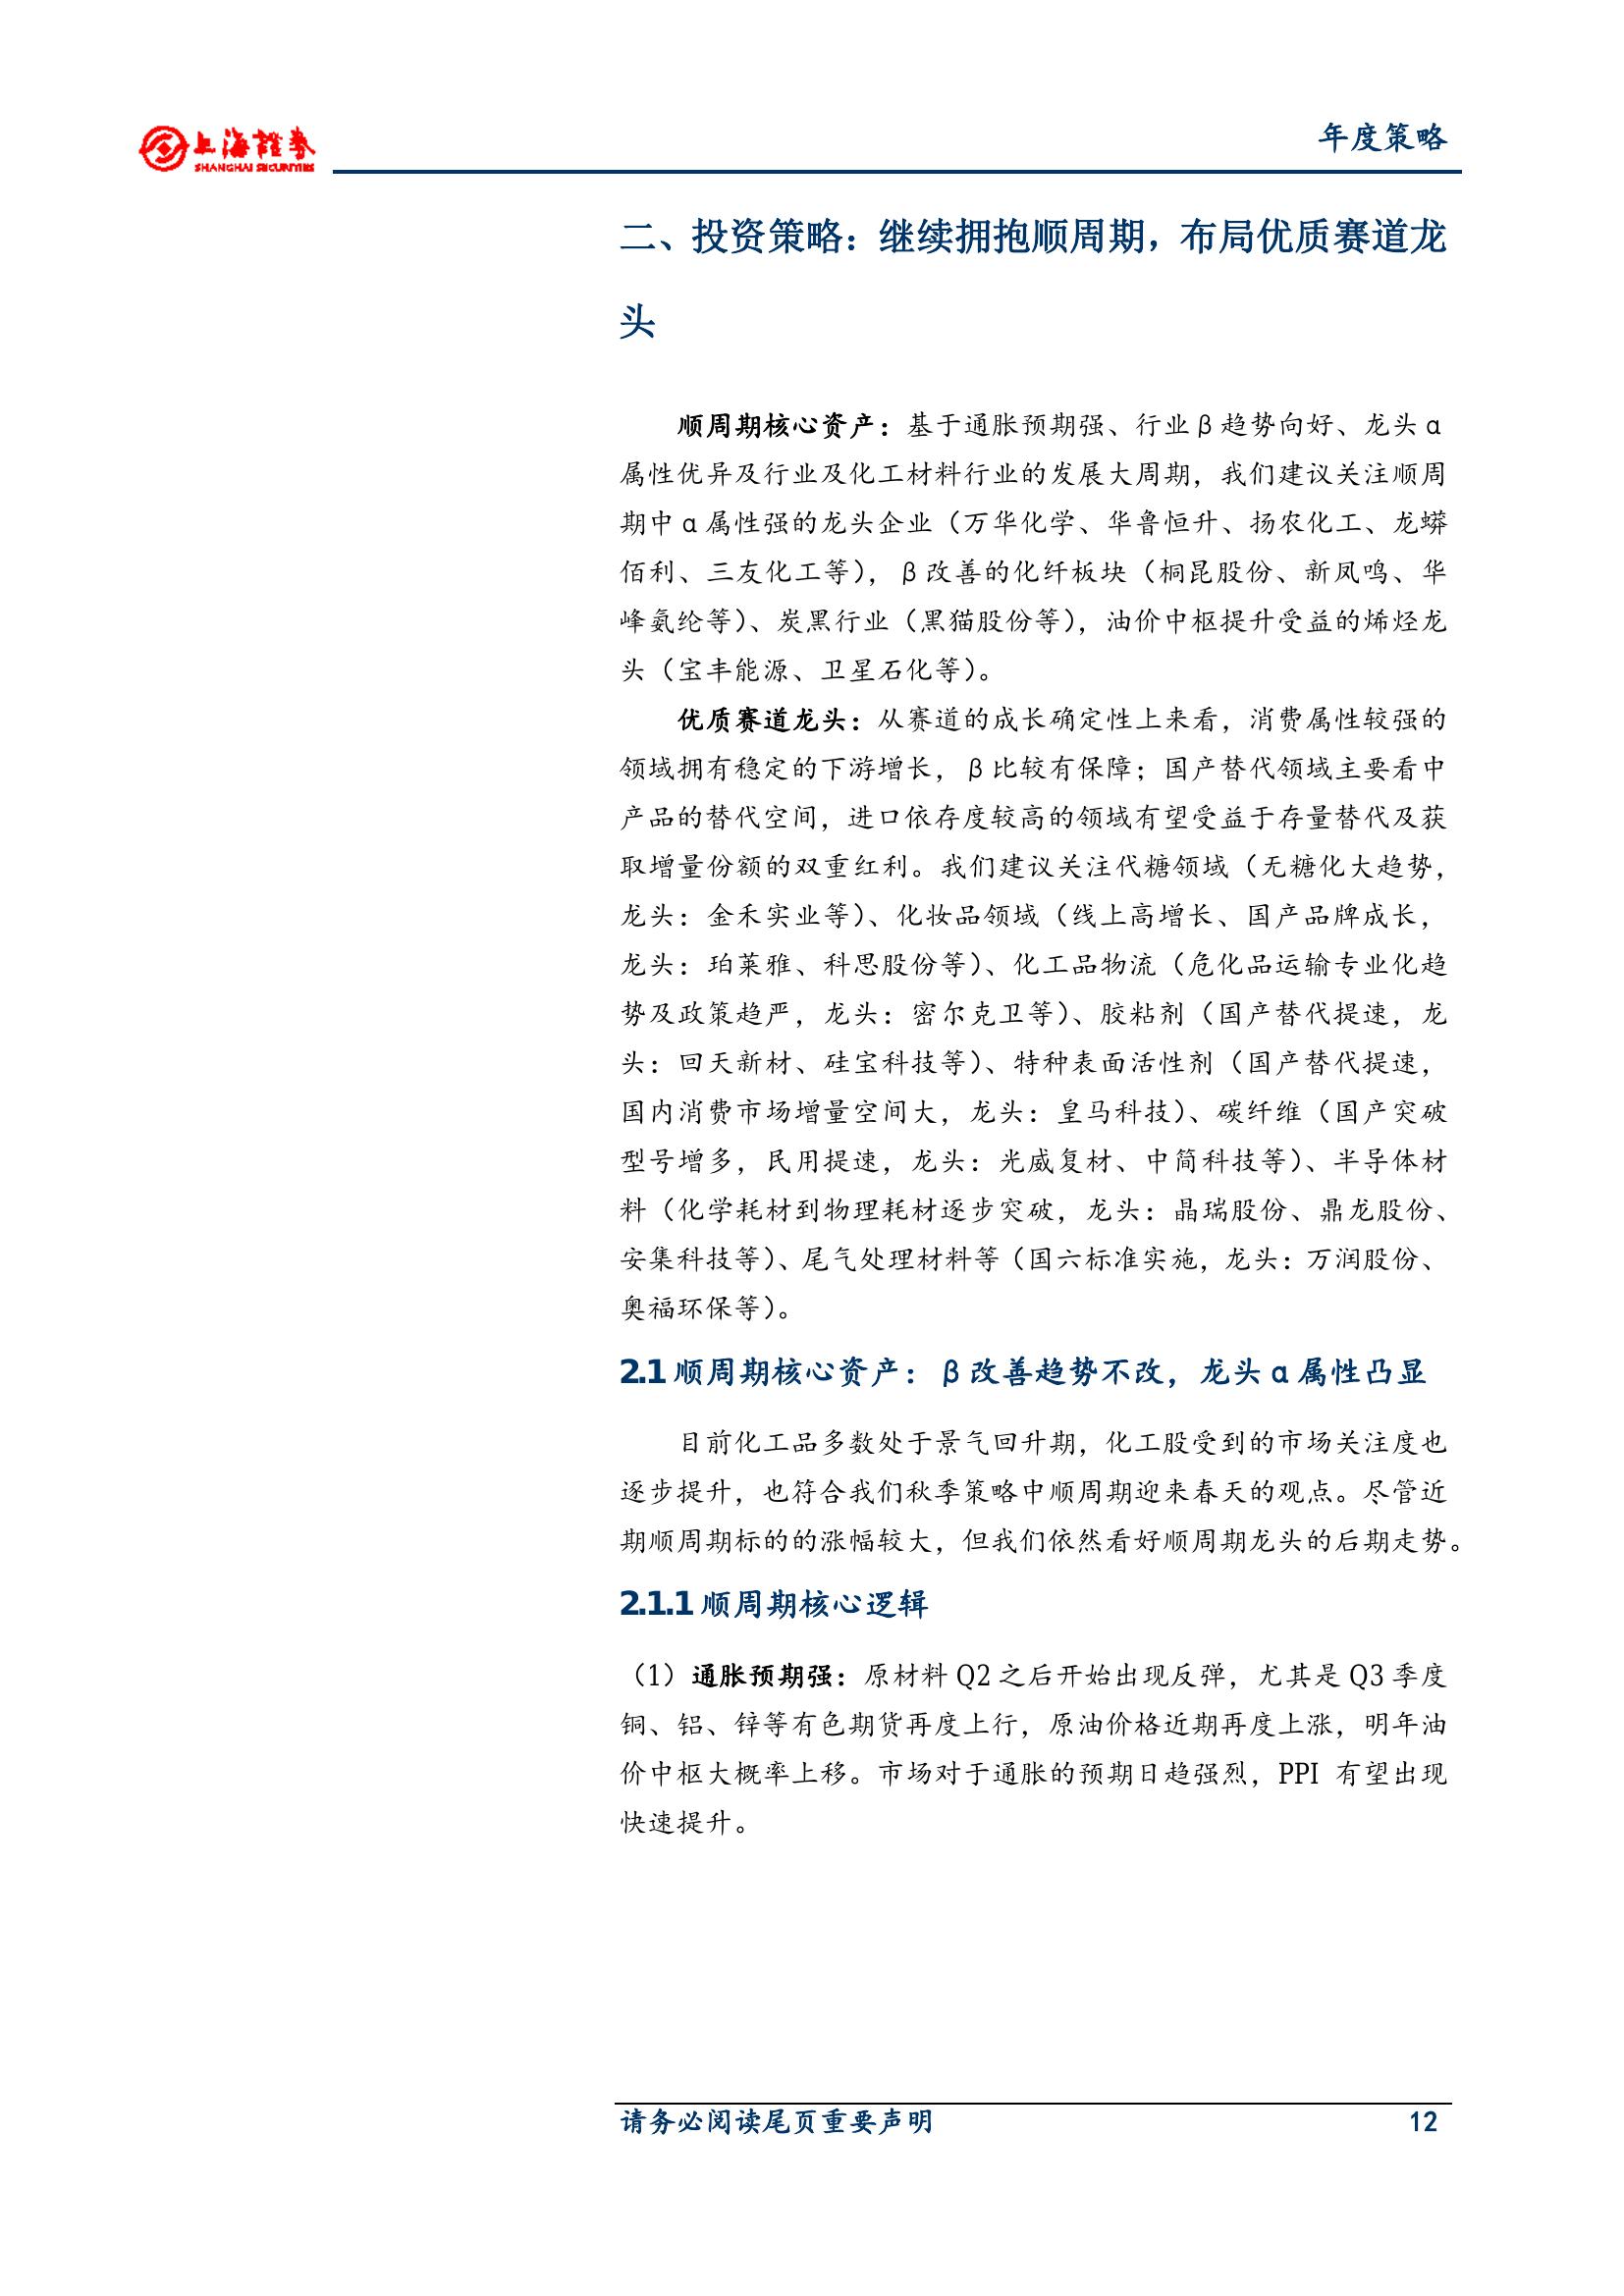 上海證券
SHANGHAI SECURITIES
年度策略
二、投资策略：继续拥抱顺周期，布局优质赛道龙
头
顺周期核心资产：基于通胀预期强、行业β趋势向好、龙头α
属性优异及行业及化工材料行业的发展大周期，我们建议关注顺周
期中α属性强的龙头企业（万华化学、华鲁恒升、扬农化工、龙蟒
佰利、三友化工等），β改善的化纤板块（桐昆股份、新凤鸣、华
峰氨纶等）、炭黑行业（黑猫股份等），油价中枢提升受益的烯烃龙
头（宝丰能源、卫星石化等）。
优质赛道龙头：从赛道的成长确定性上来看，消费属性较强的
领域拥有稳定的下游增长，β比较有保障；国产替代领域主要看中
产品的替代空间，进口依存度较高的领域有望受益于存量替代及获
取增量份额的双重红利。我们建议关注代糖领域（无糖化大趋势，
龙头：金禾实业等）、化妆品领域（线上高增长、国产品牌成长，
龙头：珀莱雅、科思股份等）、化工品物流（危化品运输专业化趋
势及政策趋严，龙头：密尔克卫等）、胶粘剂（国产替代提速，龙
头：回天新材、硅宝科技等）、特种表面活性剂（国产替代提速，
国内消费市场增量空间大，龙头：皇马科技）、碳纤维（国产突破
型号增多，民用提速，龙头：光威复材、中简科技等）、半导体材
料（化学耗材到物理耗材逐步突破，龙头：晶瑞股份、鼎龙股份、
安集科技等）、尾气处理材料等（国六标准实施，龙头：万润股份、
奥福环保等）。
2.1 顺周期核心资产：β改善趋势不改，龙头α属性凸显
目前化工品多数处于景气回升期，化工股受到的市场关注度也
逐步提升，也符合我们秋季策略中顺周期迎来春天的观点。尽管近
期顺周期标的的涨幅较大，但我们依然看好顺周期龙头的后期走势。
2.1.1 顺周期核心逻辑
（1）通胀预期强：原材料 Q2 之后开始出现反弹，尤其是 Q3 季度
铜、铝、锌等有色期货再度上行，原油价格近期再度上涨，明年油
价中枢大概率上移。市场对于通胀的预期日趋强烈，PPI 有望出现
快速提升。
请务必阅读尾页重要声明 12